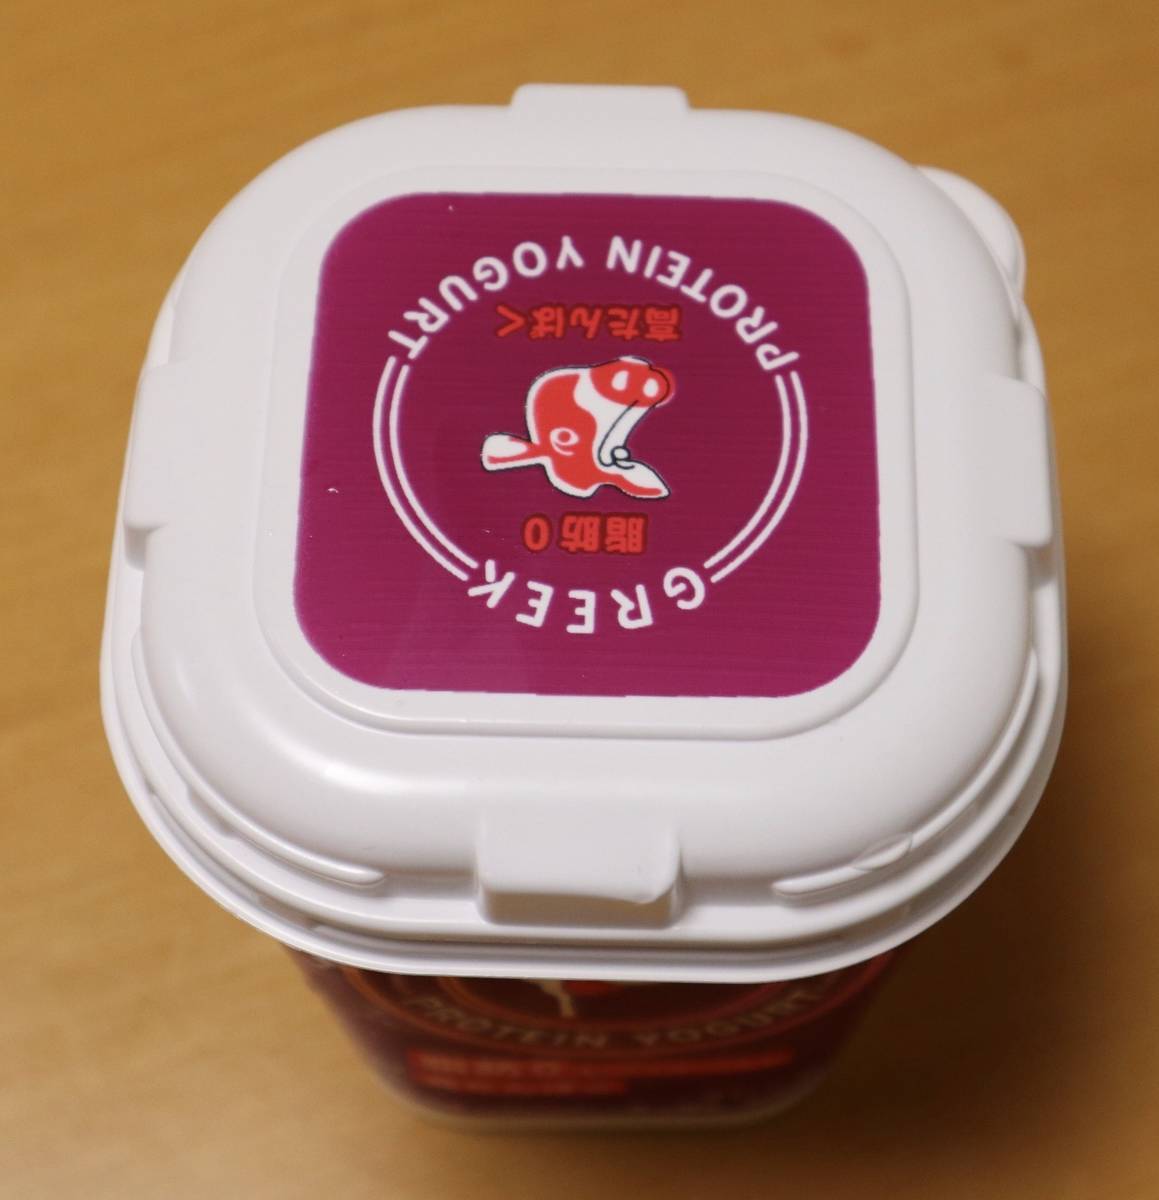 GREEK
脂肪0
高たんぱく
PROTEIN YOGURT
PROTEIN YOGURT